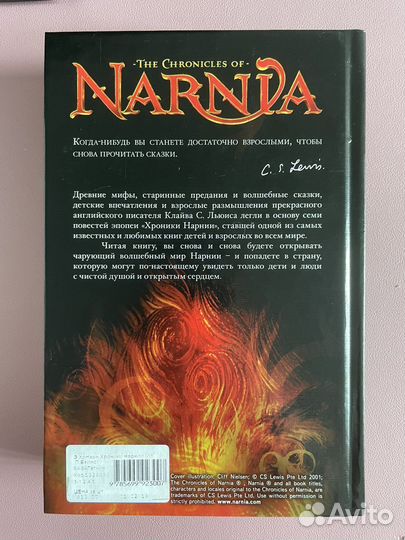 -The Chronicles of-
NARNIA
Когда-нибудь вы станете достаточно взрослыми, чтобы
снова прочитать сказки.
C. S. Lewis.
Древние мифы, старинные предания и волшебные сказки,
детские впечатления и взрослые размышления прекрасного
английского писателя Клайва С. Льюиса легли в основу семи
повестей эпопеи «Хроники Нарнии», ставшей одной из самых
известных и любимых книг детей и взрослых во всем мире.
Читая книгу, вы снова и снова будете открывать
чарующий волшебный мир Нарнии – и попадете в страну,
которую могут по-настоящему увидеть только дети и люди
с чистой душой и открытым сердцем.
9 785699 923007
Cover illustration: Cliff Nielsen; © CS Lewis Pte Ltd 2001;
The Chronicles of Narnia ®, Narnia ® and all book titles,
characters and locales original to the Chronicles of Narnia, are
trademarks of CS Lewis Pte Ltd. Use without permission is
strictly prohibited, www.narnia.com
Avito